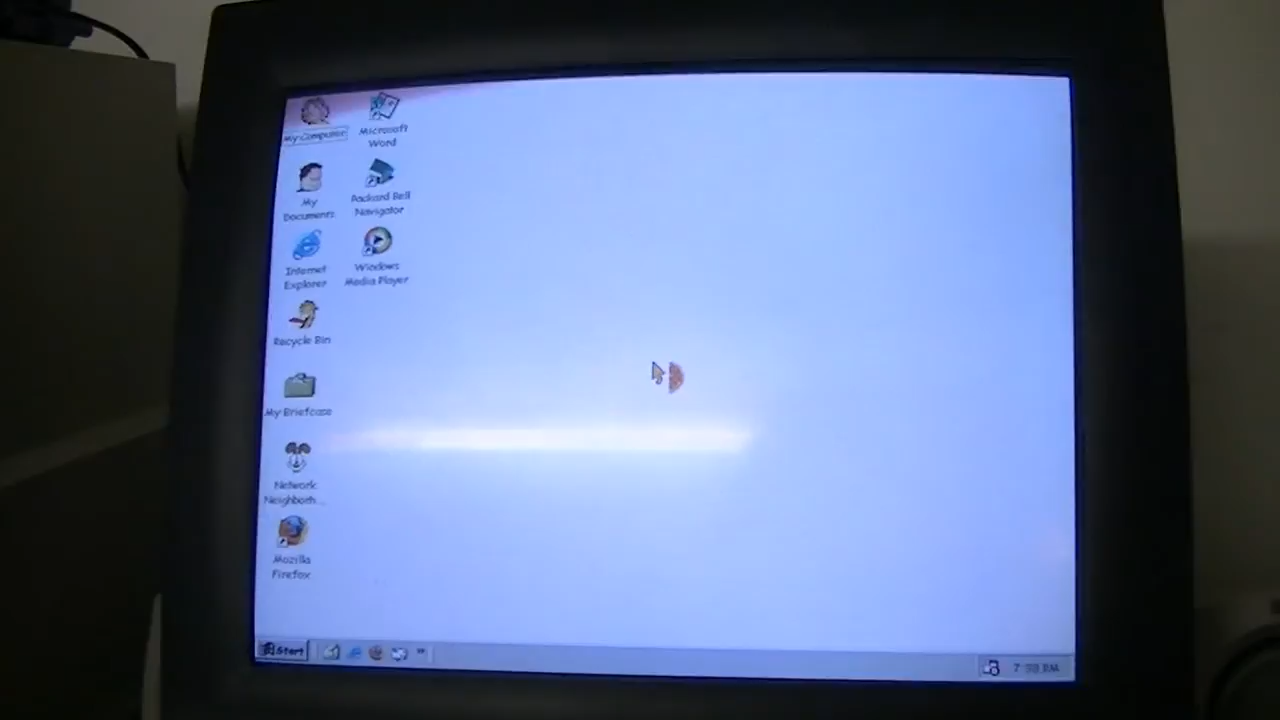 My Computer
Microsoft
Word
My
Documents
Packard Bell
Navigator
Internet
Explorer
Windows
Media Player
Recycle Bin
My Briefcase
Network
Neighborh...
Mozilla
Firefox
Start